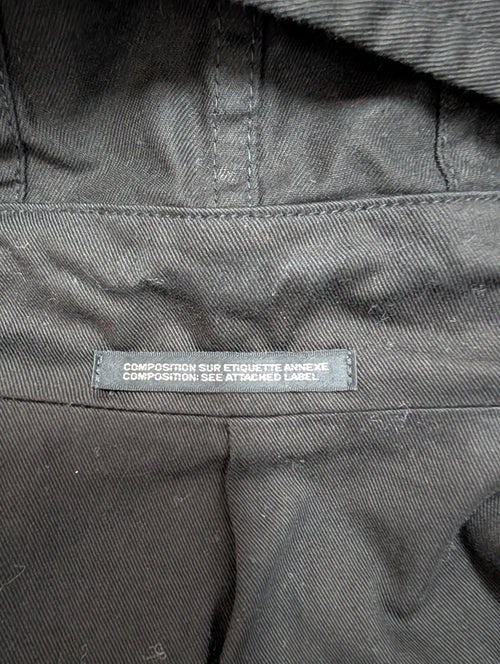 COMPOSITION SUR ETIQUETTE ANNEXE
COMPOSITION: SEE ATTACHED LABEL